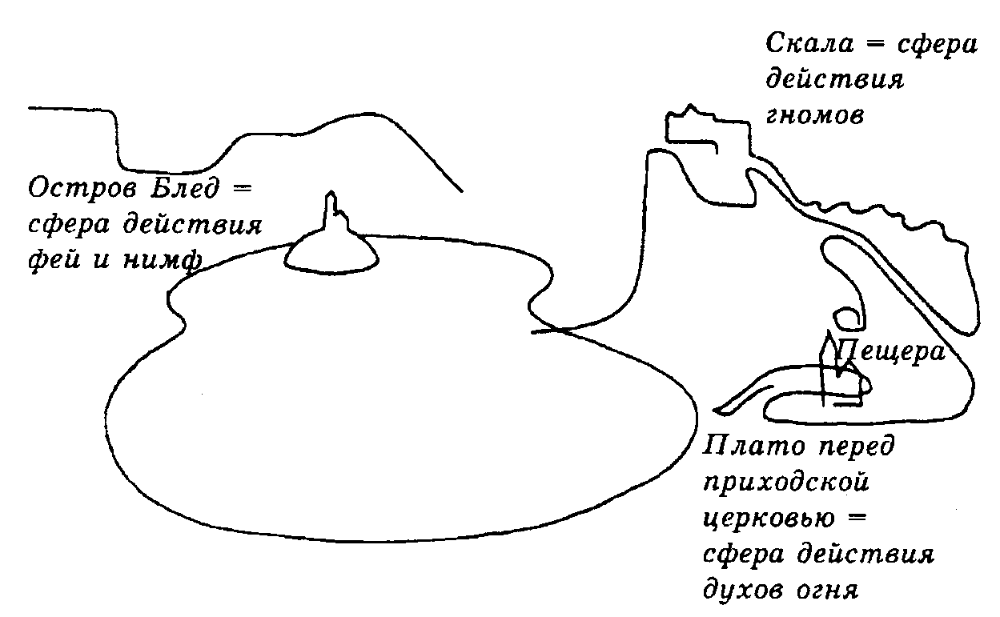 Скала = сфера
действия
гномов
Остров Блед =
сфера действия
фей и нимф
Пещера
Плато перед
приходской
церковью =
сфера действия
духов огня